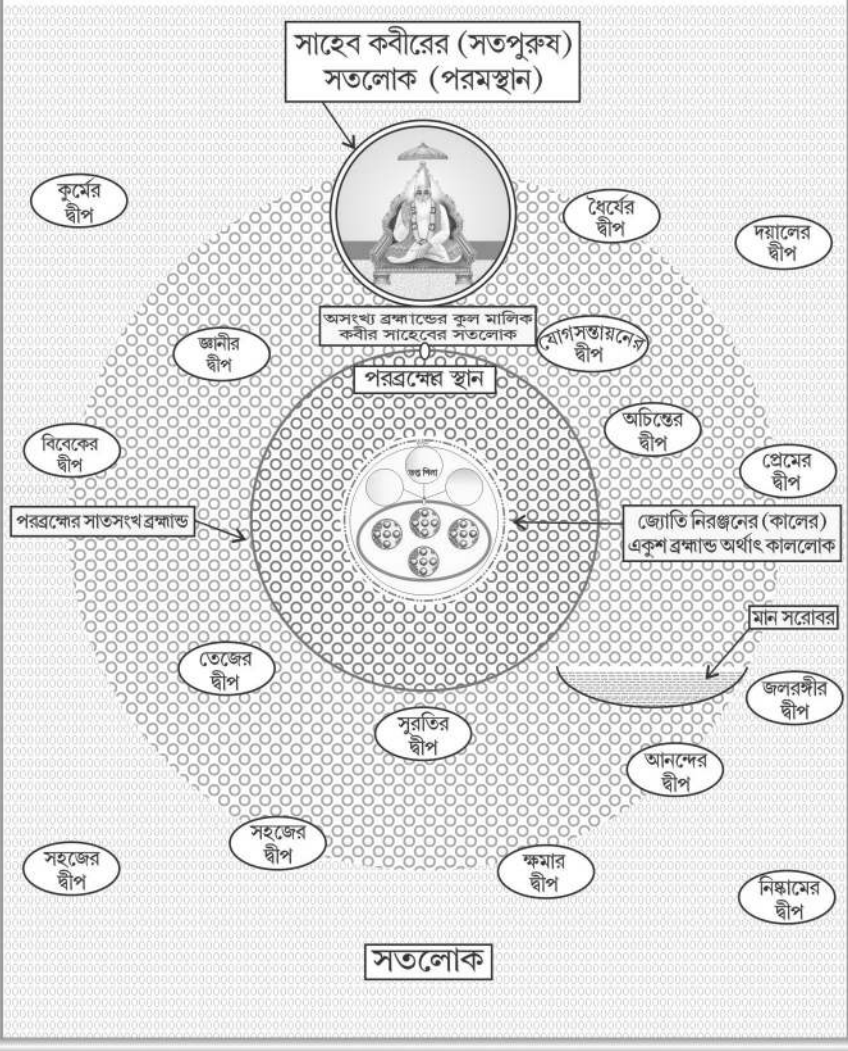 সাহেব কবীরের (সতপুরুষ)
সতলোক (পরমস্থান)
কুর্মের
দ্বীপ
ধৈর্যের
দ্বীপ
দয়ালের
দ্বীপ
অসংখ্য ব্রহ্মান্ডের কুল মালিক
কবীর সাহেবের সতলোক
জ্ঞানীর
দ্বীপ
যোগসন্তায়নের
দ্বীপ
পরব্রহ্মের স্থান
অচিন্তের
দ্বীপ
বিবেকের
দ্বীপ
প্রেমের
দ্বীপ
তপ্ত শিলা
পরব্রহ্মের সাতসংখ ব্রহ্মান্ড
জ্যোতি নিরঞ্জনের (কালের)
একুশ ব্রহ্মান্ড অর্থাৎ কাললোক
মান সরোবর
তেজের
দ্বীপ
জলরঙ্গীর
দ্বীপ
সুরতির
দ্বীপ
আনন্দের
দ্বীপ
সহজের
দ্বীপ
সহজের
দ্বীপ
ক্ষমার
দ্বীপ
নিষ্কামের
দ্বীপ
সতলোক